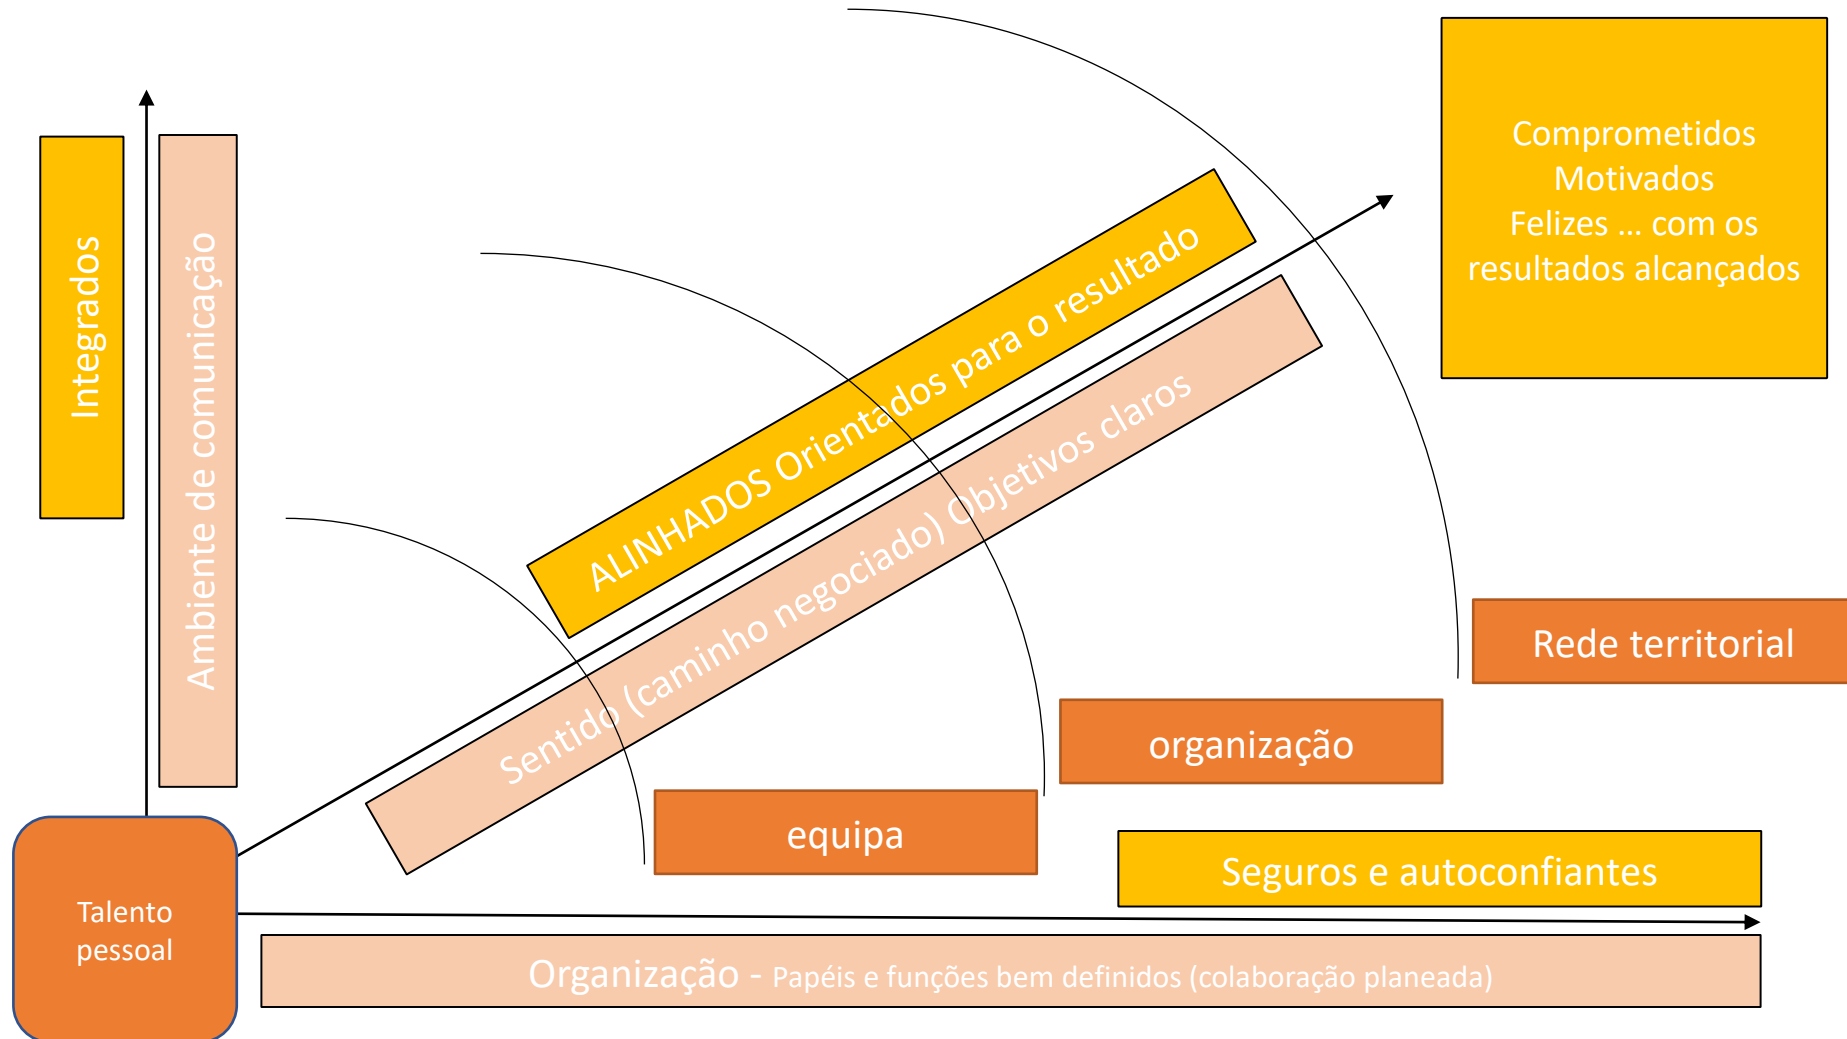 Comprometidos
Motivados
Felizes ... com os
resultados alcançados
Integrados
Ambiente de comunicação
ALINHADOS Orientados para o resultado
Sentido (caminho negociado) Objetivos claros
Rede territorial
organização
equipa
Seguros e autoconfiantes
Talento
pessoal
Organização - Papéis e funções bem definidos (colaboração planeada)